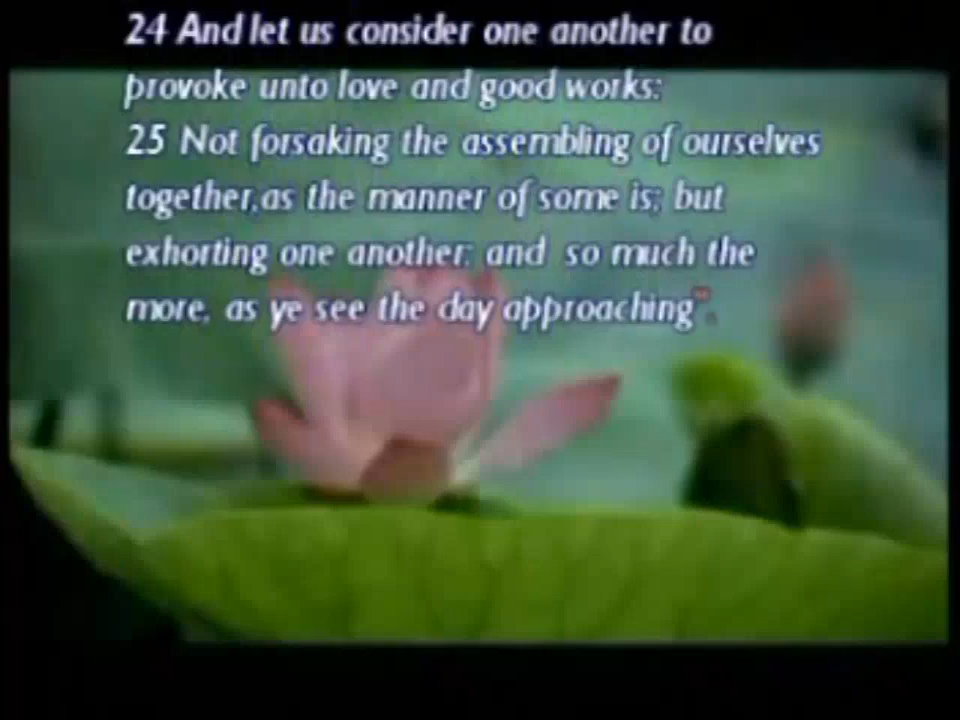 24 And let us consider one another to
provoke unto love and good works:
25 Not forsaking the assembling of ourselves
together,as the manner of some is; but
exhorting one another: and so much the
more, as ye see the day approaching".